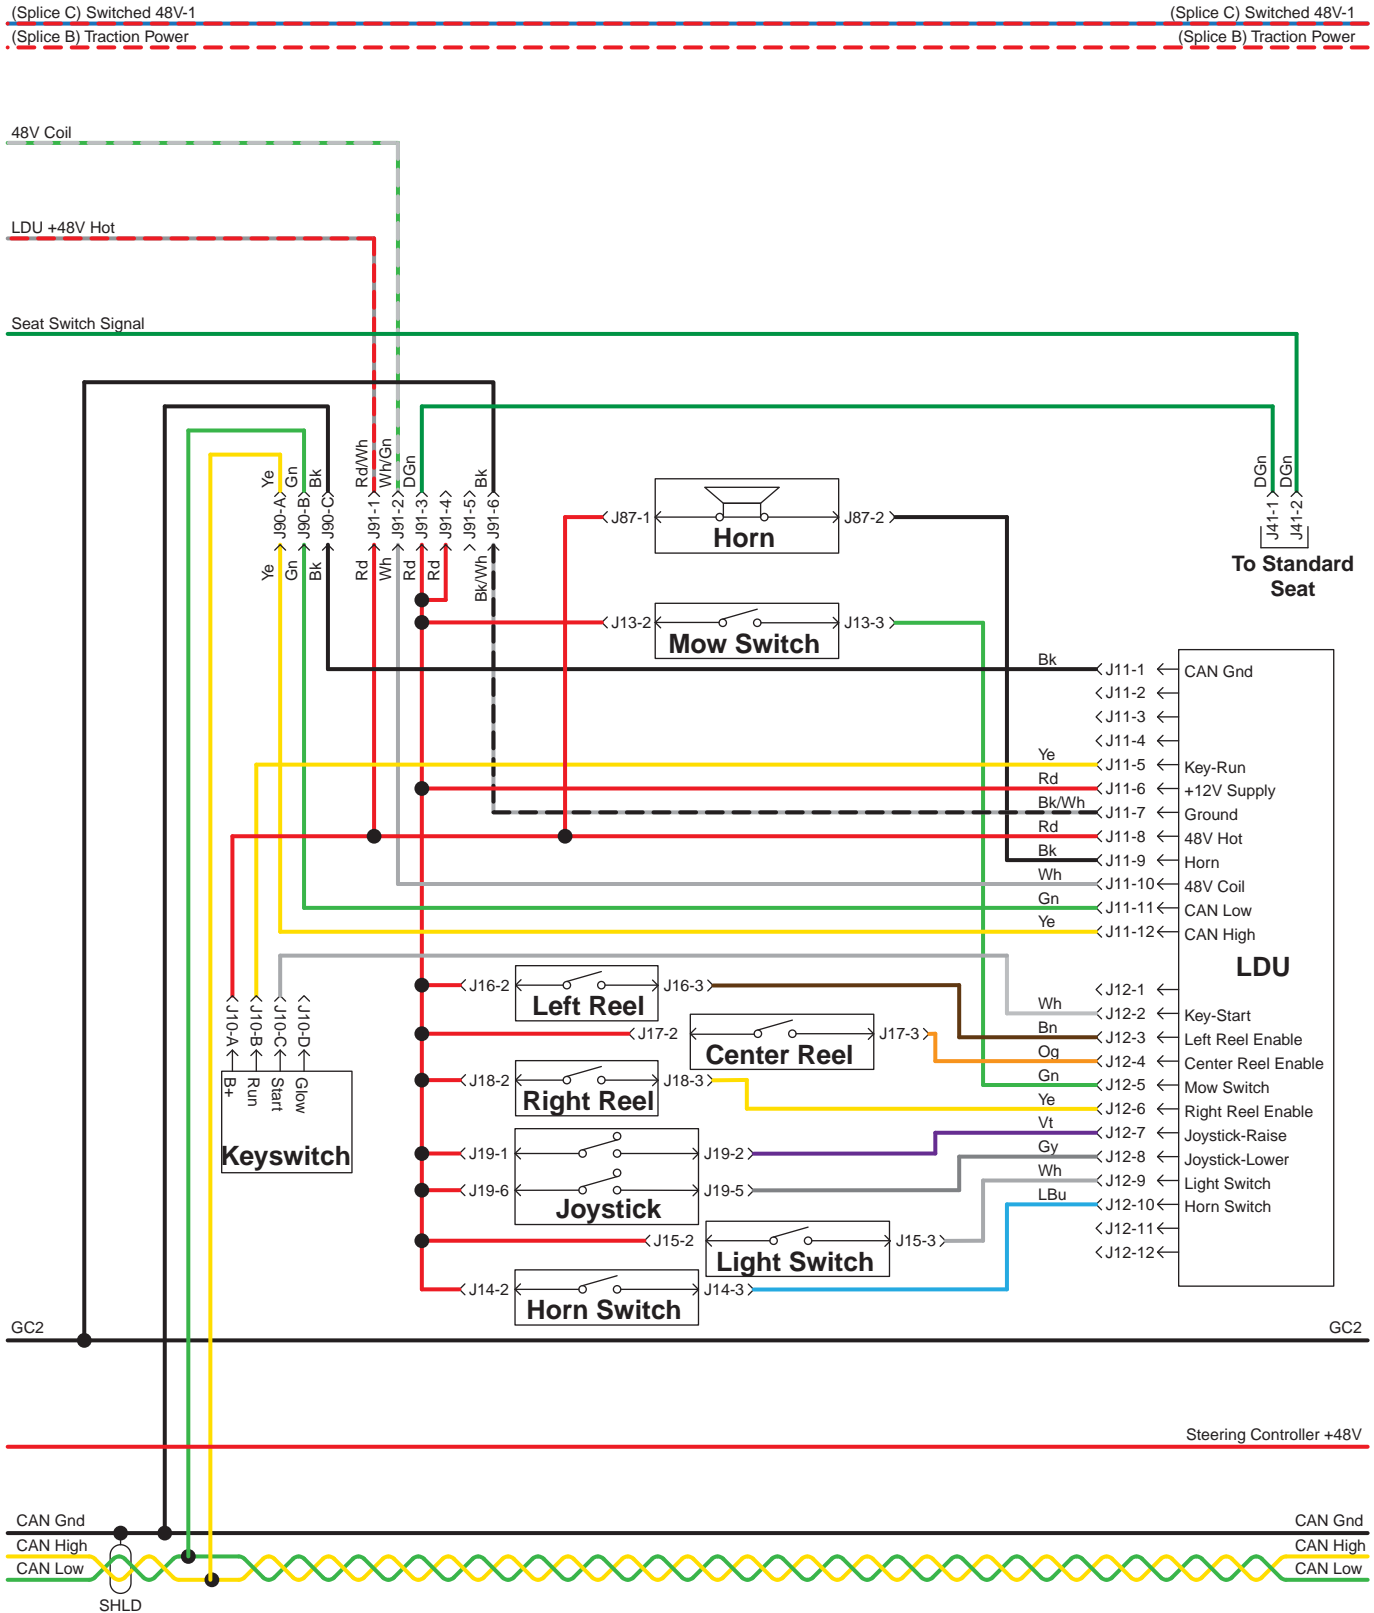 (Splice C) Switched 48V-1
(Splice C) Switched 48V-1
(Splice B) Traction Power
(Splice B) Traction Power
48V Coil
LDU +48V Hot
Seat Switch Signal
Ye
Gn
Bk
Rd/Wh
Wh/Gn
DGn
Bk
DGn
DGn
J90-A
J90-B
J90-C
J91-1
J91-2
J91-3
J91-4
J91-5
J91-6
J41-1
J41-2
To Standard
Seat
Ye
Gn
Bk
Rd
Wh
Rd
Rd
Bk/Wh
J87-1
Horn
J87-2
J13-2
Mow Switch
J13-3
Bk
J11-1
CAN Gnd
J11-2
J11-3
J11-4
Ye
J11-5
Key-Run
Rd
J11-6
+12V Supply
Bk/Wh
J11-7
Ground
Rd
J11-8
48V Hot
Bk
J11-9
Horn
Wh
J11-10
48V Coil
Gn
J11-11
CAN Low
Ye
J11-12
CAN High
LDU
J12-1
Wh
J12-2
Key-Start
Bn
J12-3
Left Reel Enable
Og
J12-4
Center Reel Enable
Gn
J12-5
Mow Switch
Ye
J12-6
Right Reel Enable
Vt
J12-7
Joystick-Raise
Gy
J12-8
Joystick-Lower
Wh
J12-9
Light Switch
LBu
J12-10
Horn Switch
J12-11
J12-12
J16-2
Left Reel
J16-3
J17-2
Center Reel
J17-3
J18-2
Right Reel
J18-3
J19-1
J19-2
J19-6
J19-5
Joystick
J15-2
Light Switch
J15-3
J14-2
Horn Switch
J14-3
J10-A
J10-B
J10-C
J10-D
B+
Run
Start
Glow
Keyswitch
GC2
GC2
Steering Controller +48V
CAN Gnd
CAN Gnd
CAN High
CAN High
CAN Low
CAN Low
SHLD